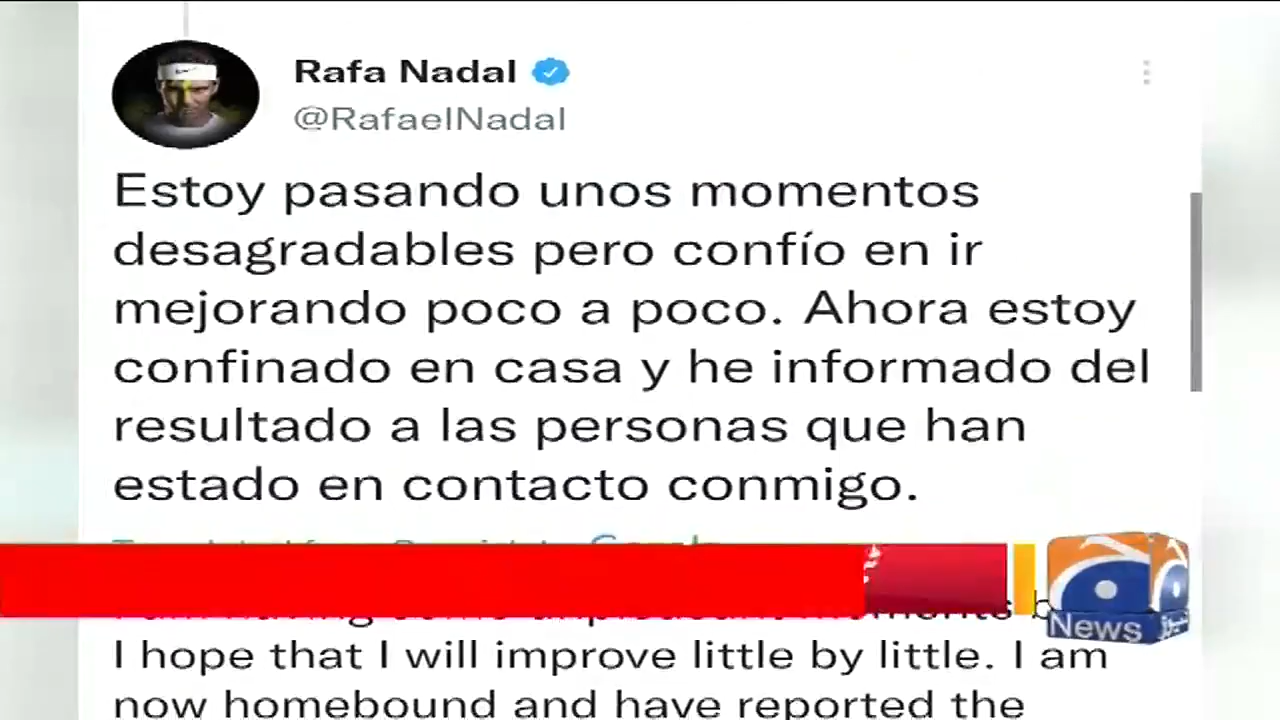 Rafa Nadal
@RafaelNadal
Estoy pasando unos momentos
desagradables pero confío en ir
mejorando poco a poco. Ahora estoy
confinado en casa y he informado del
resultado a las personas que han
estado en contacto conmigo.
I hope that I will improve little by little. I am
now homebound and have reported the
News